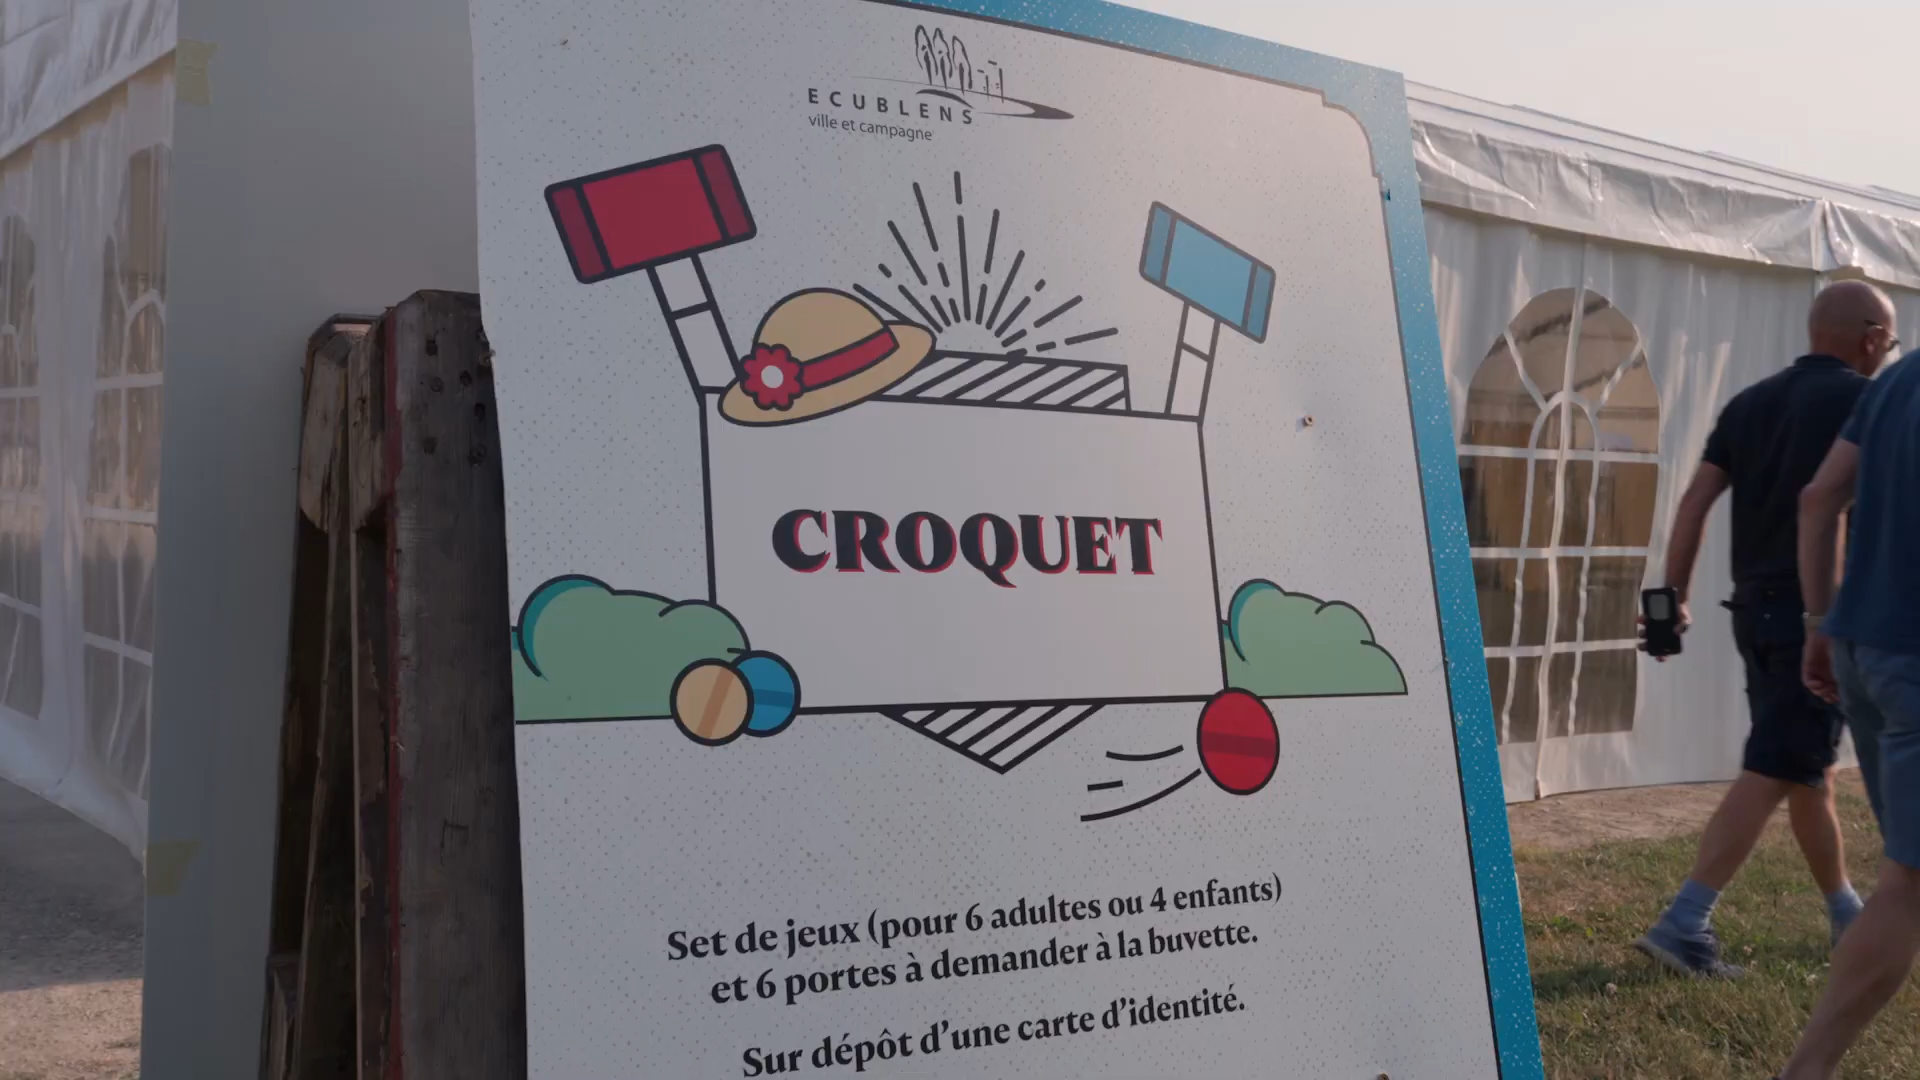 ECUBLENS
ville et campagne
CROQUET
Set de jeux (pour 6 adultes ou 4 enfants)
et 6 portes à demander à la buvette.
Sur dépôt d'une carte d'identité.